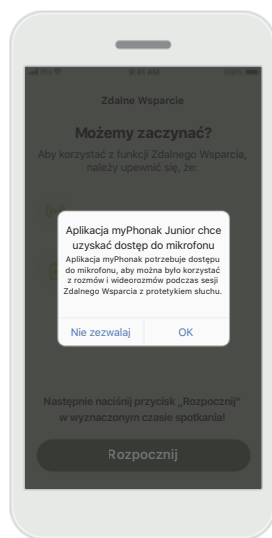 9:41 AM
100%
Zdalne Wsparcie
Możemy zaczynać?
Aby korzystać z funkcji Zdalnego Wsparcia,
należy upewnić się, że:
Aplikacja myPhonak Junior chce
uzyskać dostęp do mikrofonu
Aplikacja myPhonak potrzebuje dostępu
do mikrofonu, aby można było korzystać
z rozmów i wideorozmów podczas sesji
Zdalnego Wsparcia z protetykiem słuchu.
Nie zezwalaj OK
Następnie naciśnij przycisk „Rozpocznij”
w wyznaczonym czasie spotkania!
Rozpocznij